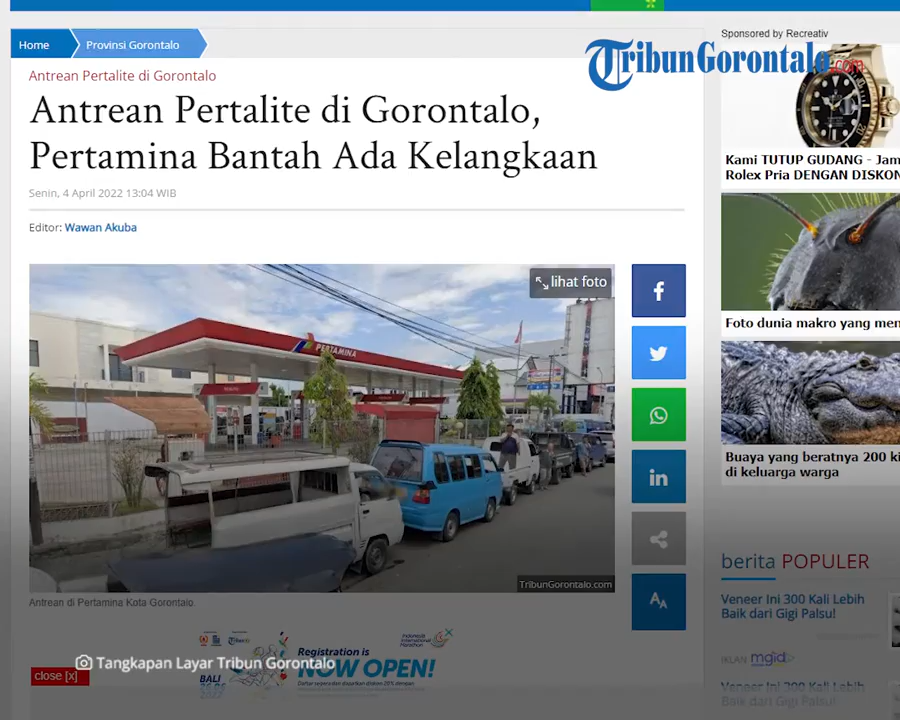 Home
Provinsi Gorontalo
Sponsored by Recreativ
TribunGorontalo.com
Antrean Pertalite di Gorontalo
Antrean Pertalite di Gorontalo,
Pertamina Bantah Ada Kelangkaan
Senin, 4 April 2022 13:04 WIB
Editor: Wawan Akuba
lihat foto
PERTAMINA
TribunGorontalo.com
Antrean di Pertamina Kota Gorontalo.
f
in
AA
Kami TUTUP GUDANG - Jam
Rolex Pria DENGAN DISKON
Foto dunia makro yang men
Buaya yang beratnya 200 ki
di keluarga warga
berita POPULER
Veneer Ini 300 Kali Lebih
Baik dari Gigi Palsu!
IKLAN mgid
Veneer Ini 300 Kali Lebih
Baik dari Gigi Palsu!
Registration is
NOW OPEN!
BALI
Tangkapan Layar Tribun Gorontalo
close [x]